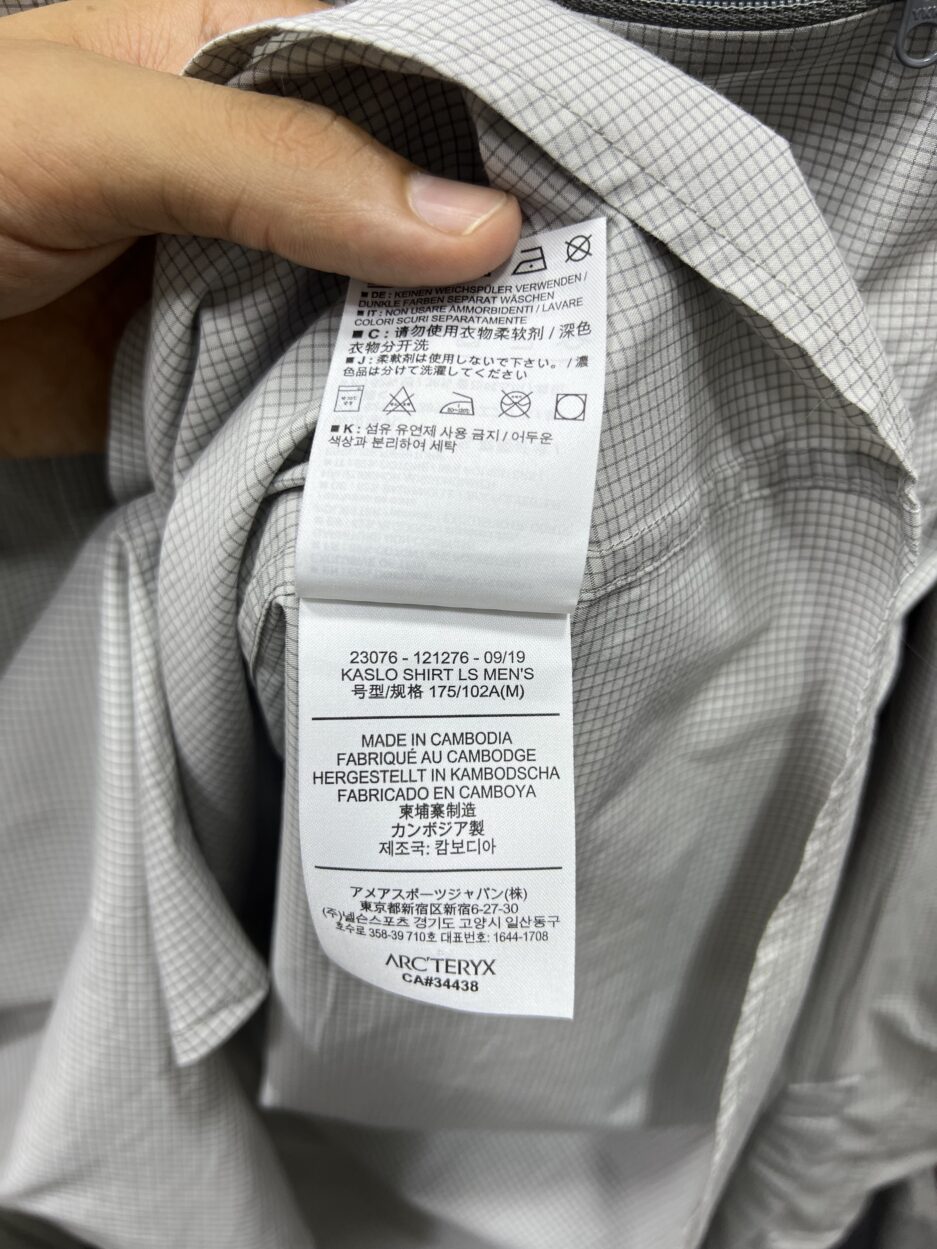 ■ DE : KEINEN WEICHSPÜLER VERWENDEN /
DUNKLE FARBEN SEPARAT WÄSCHEN
■ IT : NON USARE AMMORBIDENTI / LAVARE
COLORI SCURI SEPARATAMENTE
■ C : 请勿使用衣物柔软剂 / 深色
衣物分开洗
■ J : 柔軟剤は使用しないで下さい。 / 濃
色品は分けて洗濯してください
■ K : 섬유 유연제 사용 금지 / 어두운
색상과 분리하여 세탁
23076 - 121276 - 09/19
KASLO SHIRT LS MEN'S
号型/规格 175/102A(M)
MADE IN CAMBODIA
FABRIQUÉ AU CAMBODGE
HERGESTELLT IN KAMBODSCHA
FABRICADO EN CAMBOYA
柬埔寨制造
カンボジア製
제조국: 캄보디아
アメアスポーツジャパン(株)
東京都新宿区新宿6-27-30
(주)넬슨스포츠 경기도 고양시 일산동구
호수로 358-39 710호 대표번호: 1644-1708
ARC'TERYX
CA#34438